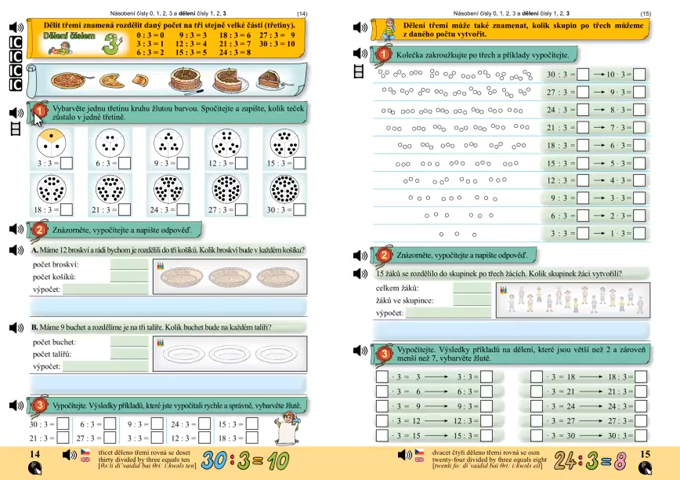 Násobení čísly 0, 1, 2, 3 a dělení čísly 1, 2, 3
(14)
Dělit třemi znamená rozdělit daný počet na tři stejně velké části (třetiny).
Dělení číslem 3
0 : 3 = 0 9 : 3 = 3 18 : 3 = 6 27 : 3 = 9
3 : 3 = 1 12 : 3 = 4 21 : 3 = 7 30 : 3 = 10
6 : 3 = 2 15 : 3 = 5 24 : 3 = 8
1 Vybarvěte jednu třetinu kruhu žlutou barvou. Spočítejte a zapište, kolik teček
zůstalo v jedné třetině.
3 : 3 = 6 : 3 = 9 : 3 = 12 : 3 = 15 : 3 =
18 : 3 = 21 : 3 = 24 : 3 = 27 : 3 = 30 : 3 =
2 Znázorněte, vypočítejte a napište odpověď.
A. Máme 12 broskví a rádi bychom je rozdělili do tří košíků. Kolik broskví bude v každém košíku?
počet broskví:
počet košíků:
výpočet:
B. Máme 9 buchet a rozdělíme je na tři talíře. Kolik buchet bude na každém talíři?
počet buchet:
počet talířů:
výpočet:
3 Vypočítejte. Výsledky příkladů, které jste vypočítali rychle a správně, vybarvěte žlutě.
30 : 3 = 6 : 3 = 9 : 3 = 24 : 3 = 15 : 3 =
21 : 3 = 27 : 3 = 3 : 3 = 12 : 3 = 18 : 3 =
14
třicet děleno třemi rovná se deset
thirty divided by three equals ten
30 : 3 = 10
Násobení čísly 0, 1, 2, 3 a dělení čísly 1, 2, 3
(15)
Dělení třemi může také znamenat, kolik skupin po třech můžeme
z daného počtu vytvořit.
1 Kolečka zakroužkujte po třech a příklady vypočítejte.
30 : 3 = 10 · 3 =
27 : 3 = 9 · 3 =
24 : 3 = 8 · 3 =
21 : 3 = 7 · 3 =
18 : 3 = 6 · 3 =
15 : 3 = 5 · 3 =
12 : 3 = 4 · 3 =
9 : 3 = 3 · 3 =
6 : 3 = 2 · 3 =
3 : 3 = 1 · 3 =
2 Znázorněte, vypočítejte a napište odpověď.
15 žáků se rozdělilo do skupinek po třech žácích. Kolik skupinek žáci vytvořili?
celkem žáků:
žáků ve skupince:
výpočet:
3 Vypočítejte. Výsledky příkladů na dělení, které jsou větší než 2 a zároveň
menší než 7, vybarvěte žlutě.
· 3 = 3 3 : 3 = · 3 = 18 18 : 3 =
· 3 = 6 6 : 3 = · 3 = 21 21 : 3 =
· 3 = 9 9 : 3 = · 3 = 24 24 : 3 =
· 3 = 12 12 : 3 = · 3 = 27 27 : 3 =
· 3 = 15 15 : 3 = · 3 = 30 30 : 3 =
dvacet čtyři děleno třemi rovná se osm
twenty-four divided by three equals eight
24 : 3 = 8
15